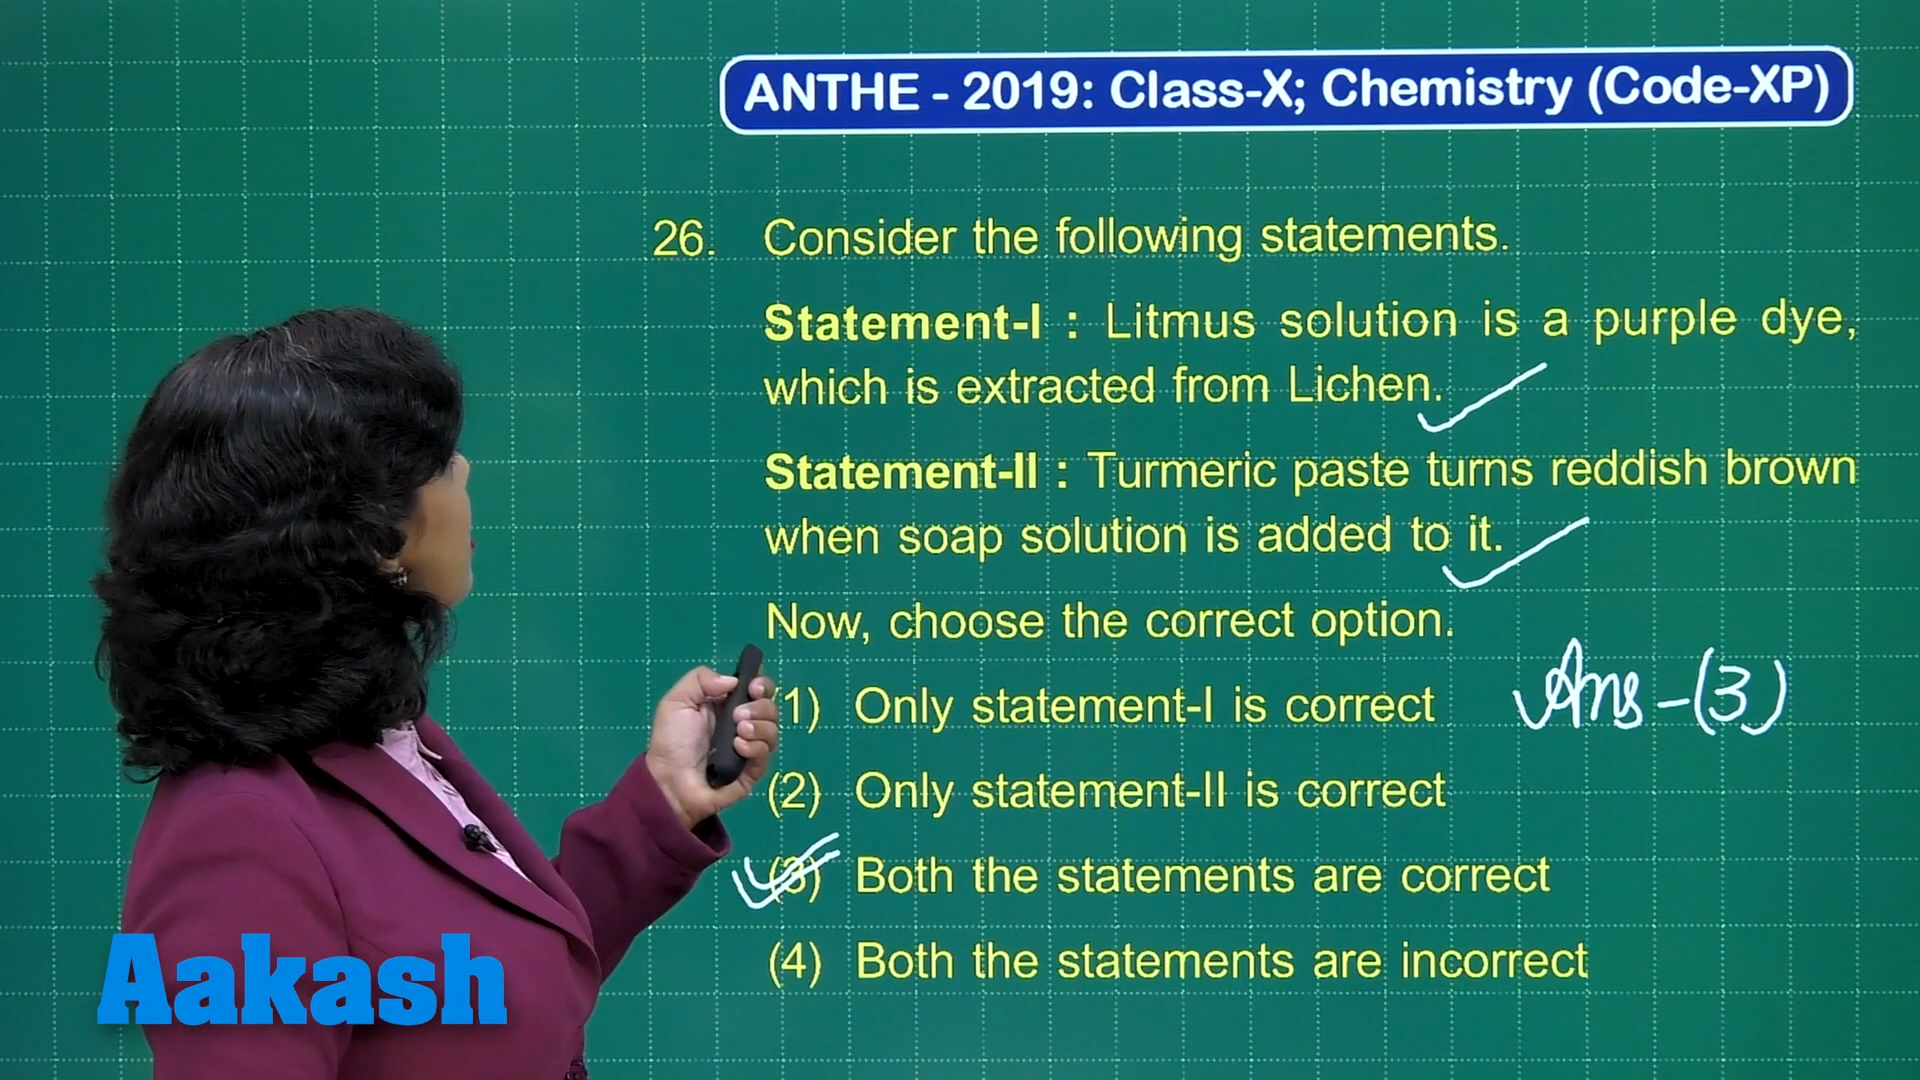 ANTHE - 2019: Class-X; Chemistry (Code-XP)
26. Consider the following statements.
Statement-I : Litmus solution is a purple dye,
which is extracted from Lichen.
Statement-II : Turmeric paste turns reddish brown
when soap solution is added to it.
Now, choose the correct option.
(1) Only statement-I is correct
Ans - (3)
(2) Only statement-II is correct
(3) Both the statements are correct
(4) Both the statements are incorrect
Aakash